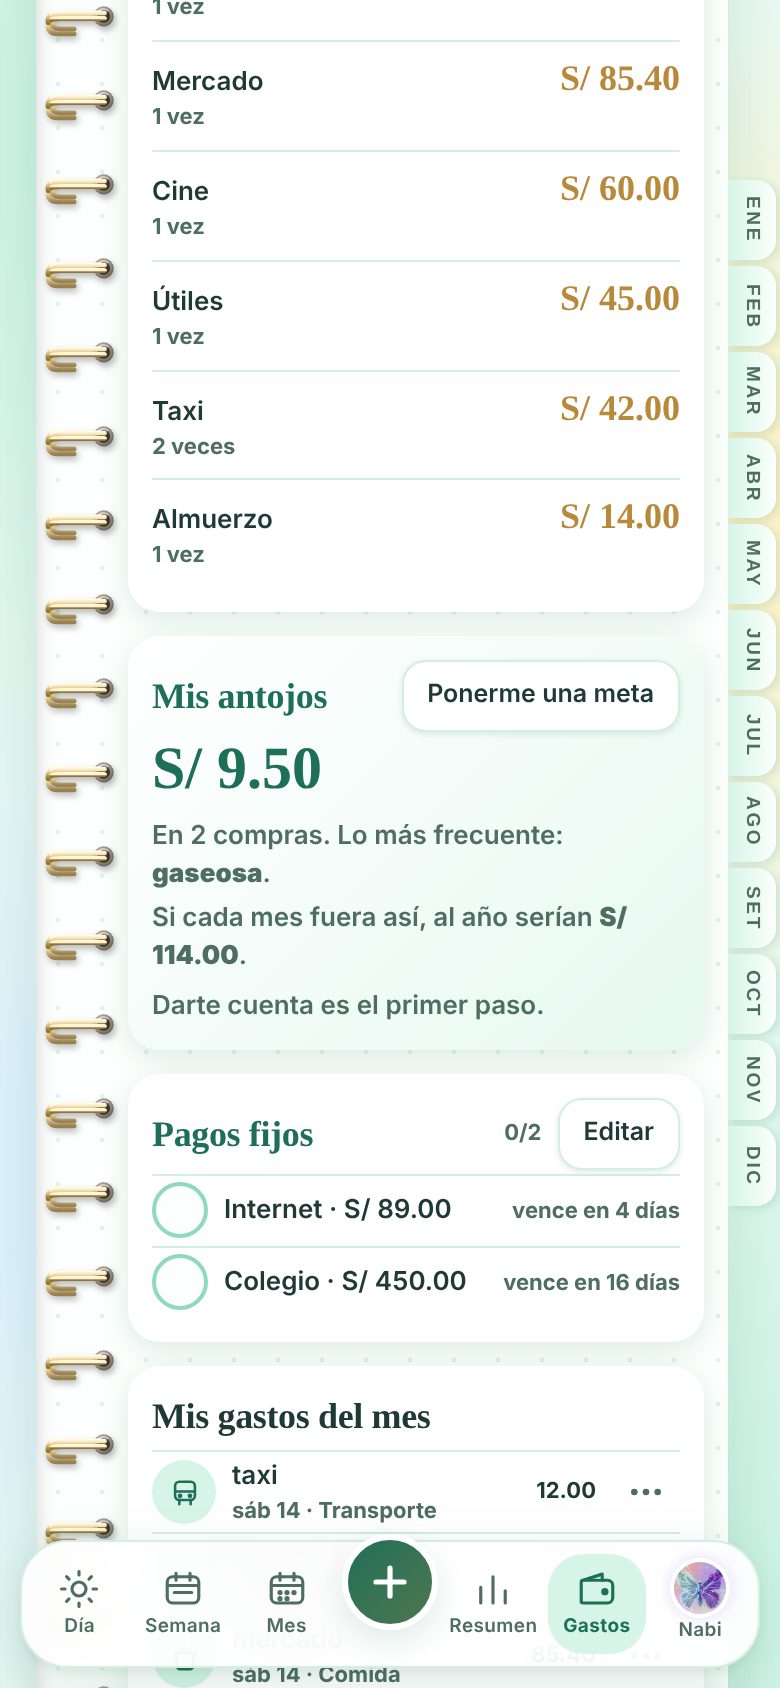 1 vez
Mercado
S/ 85.40
1 vez
Cine
S/ 60.00
1 vez
Útiles
S/ 45.00
1 vez
Taxi
S/ 42.00
2 veces
Almuerzo
S/ 14.00
1 vez
ENE
FEB
MAR
ABR
MAY
JUN
JUL
AGO
SET
OCT
NOV
DIC
Mis antojos
Ponerme una meta
S/ 9.50
En 2 compras. Lo más frecuente:
gaseosa.
Si cada mes fuera así, al año serían S/
114.00.
Darte cuenta es el primer paso.
Pagos fijos
0/2
Editar
Internet · S/ 89.00
vence en 4 días
Colegio · S/ 450.00
vence en 16 días
Mis gastos del mes
taxi
12.00
sáb 14 · Transporte
mercado
85.40
sáb 14 · Comida
Día
Semana
Mes
Resumen
Gastos
Nabi